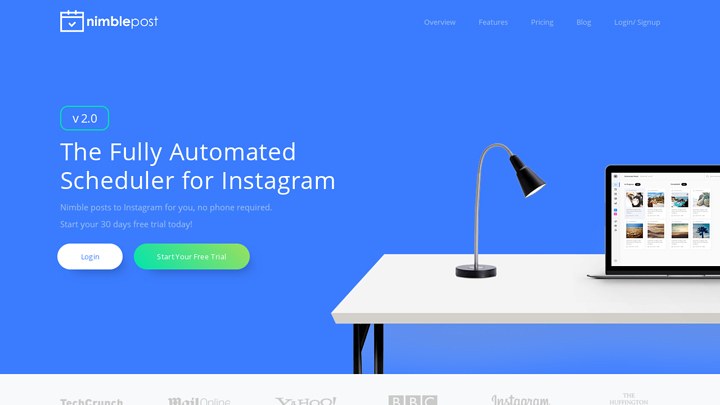 nimblepost
Overview Features Pricing Blog Login/ Signup
v 2.0
The Fully Automated
Scheduler for Instagram
Nimble posts to Instagram for you, no phone required.
Start your 30 days free trial today!
Login Start Your Free Trial
TechCrunch Mail Online YAHOO! BBC Instagram THE
HUFFINGTON